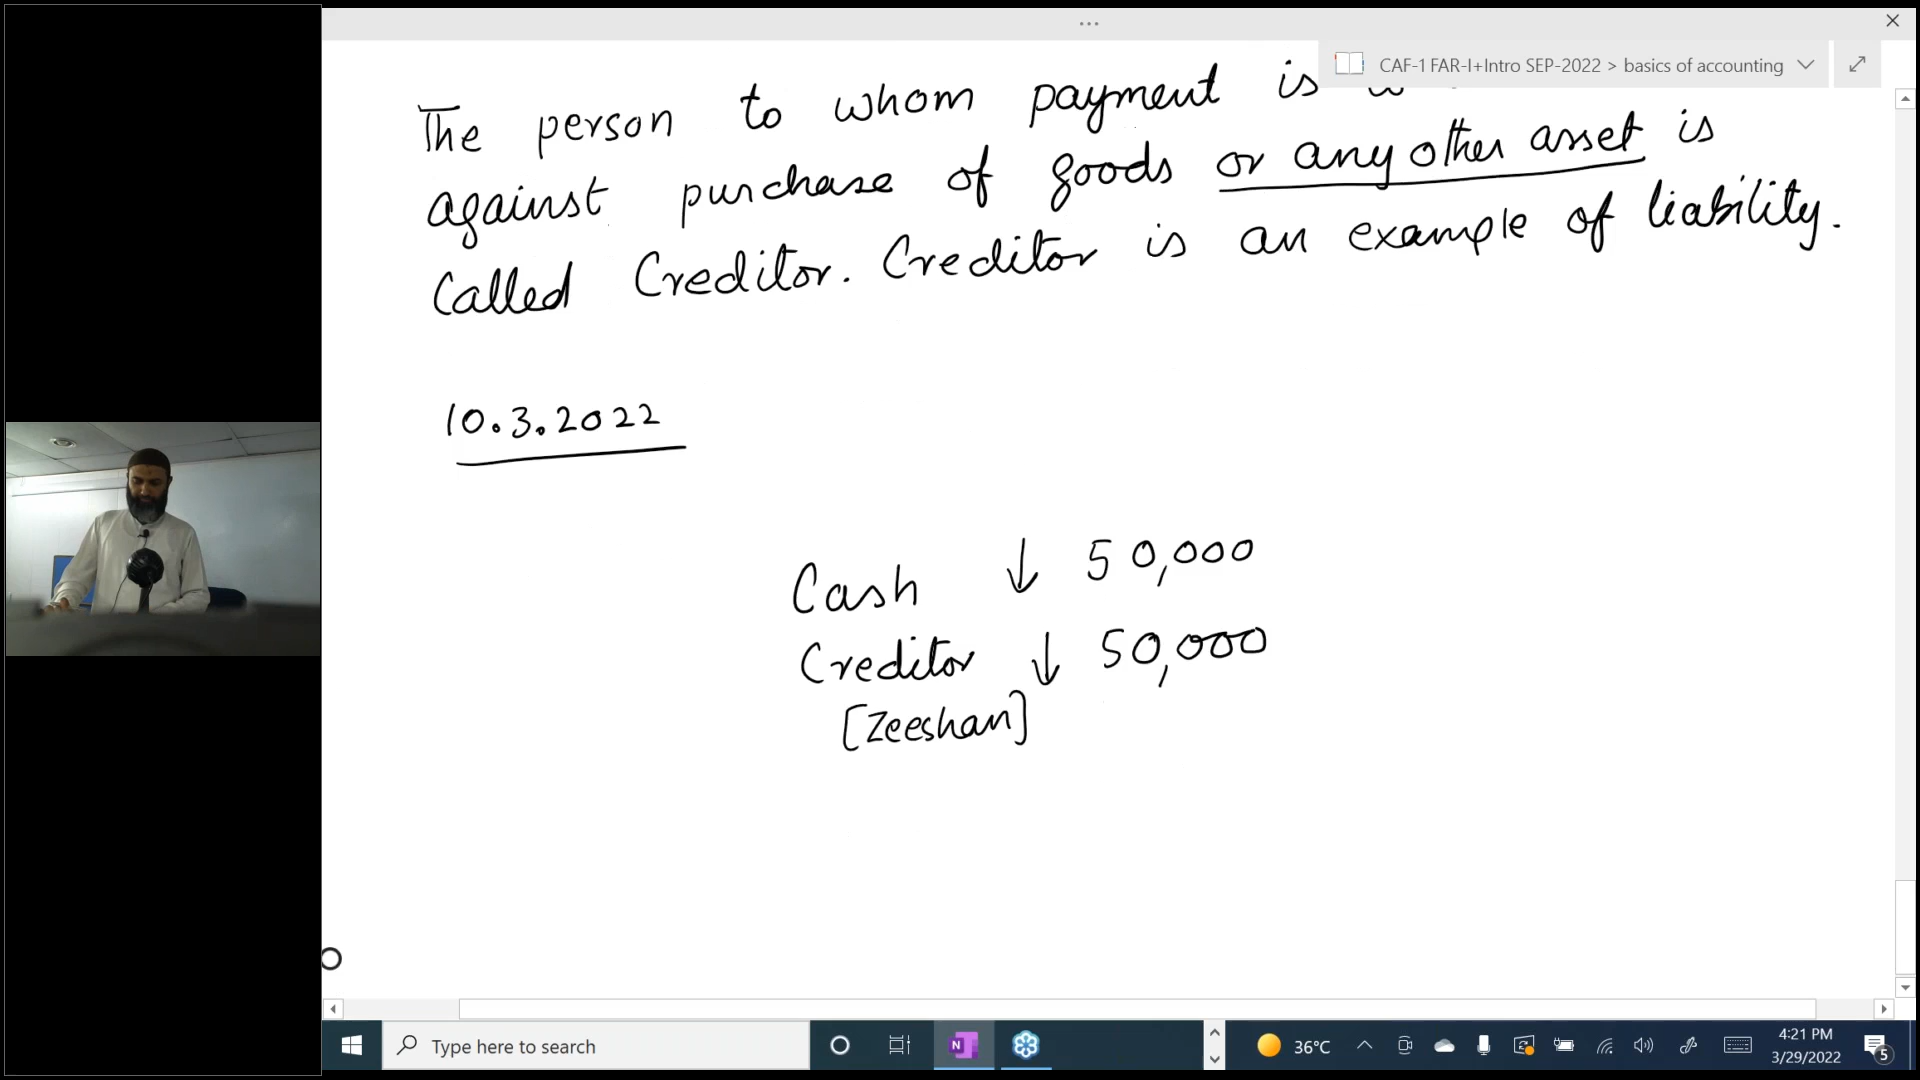 ...
CAF-1 FAR-I+Intro SEP-2022 > basics of accounting
The person to whom payment is
against purchase of goods or any other asset is
Called Creditor. Creditor is an example of liability.
10.3.2022
Cash ↓ 50,000
Creditor ↓ 50,000
[Zeeshan]
Type here to search
N
36°C
4:21 PM
3/29/2022
5